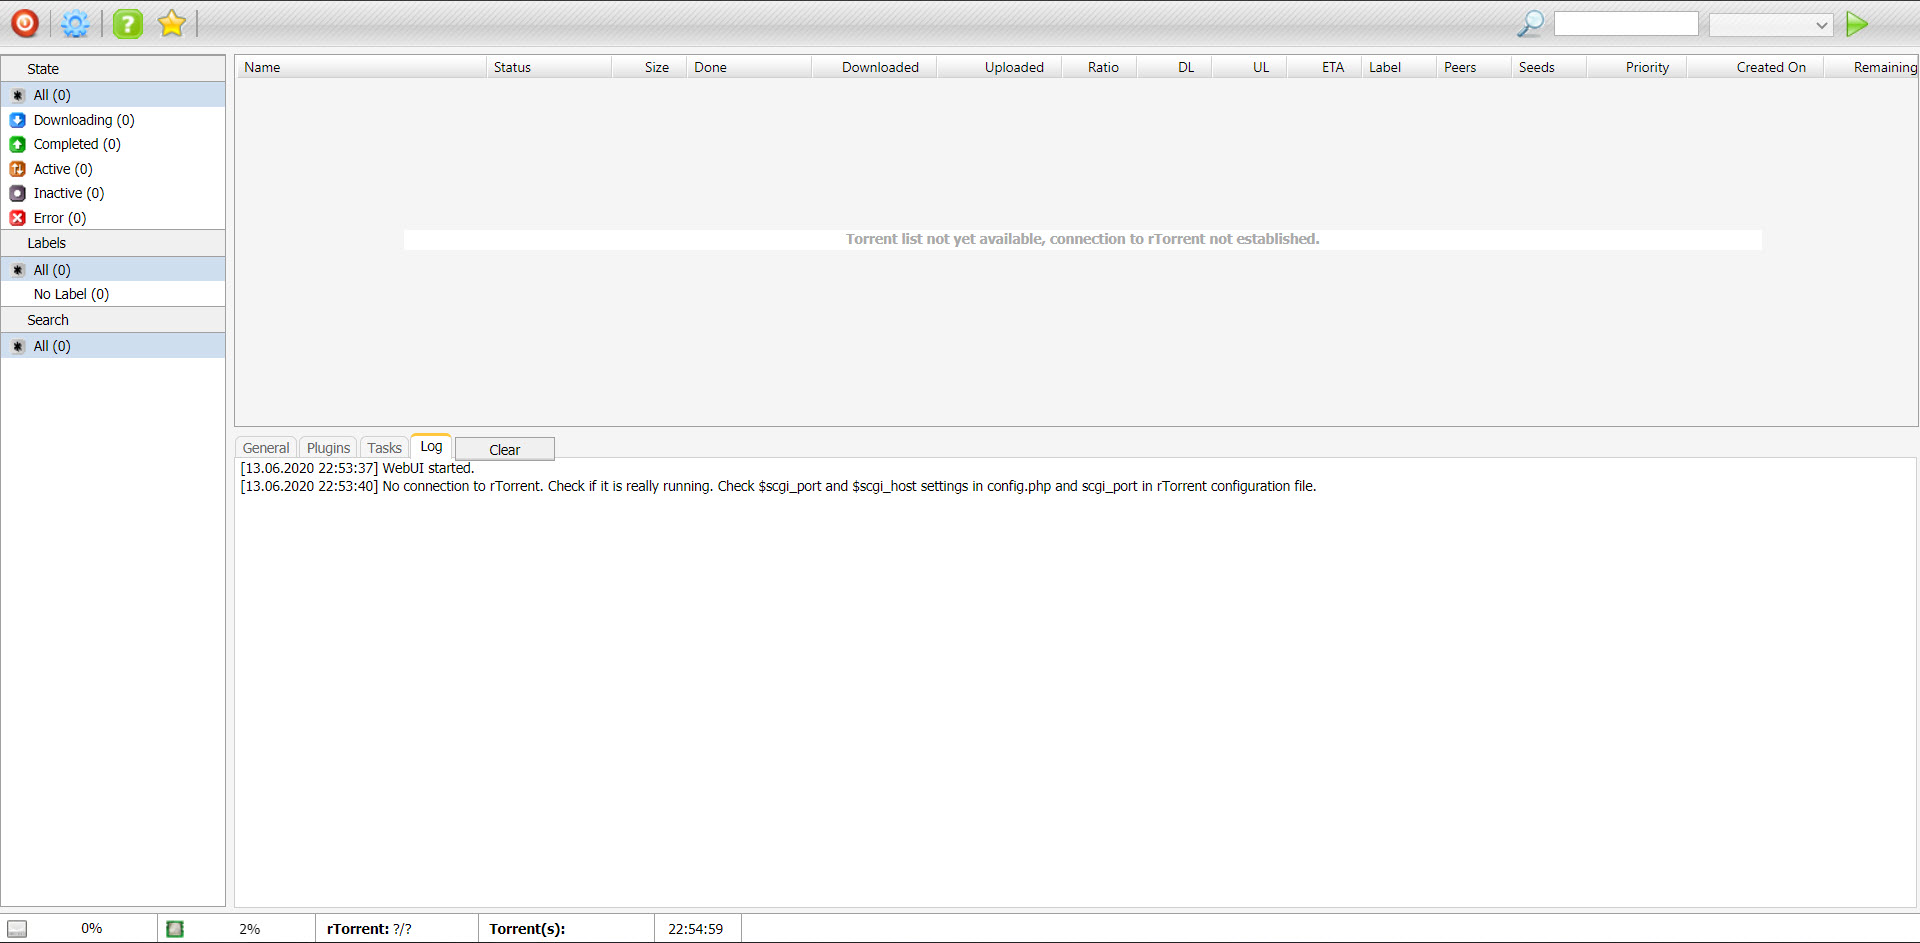 State
All (0)
Downloading (0)
Completed (0)
Active (0)
Inactive (0)
Error (0)
Labels
All (0)
No Label (0)
Search
All (0)
Name Status Size Done Downloaded Uploaded Ratio DL UL ETA Label Peers Seeds Priority Created On Remaining
Torrent list not yet available, connection to rTorrent not established.
General Plugins Tasks Log Clear
[13.06.2020 22:53:37] WebUI started.
[13.06.2020 22:53:40] No connection to rTorrent. Check if it is really running. Check $scgi_port and $scgi_host settings in config.php and scgi_port in rTorrent configuration file.
0% 2% rTorrent: ?/? Torrent(s): 22:54:59